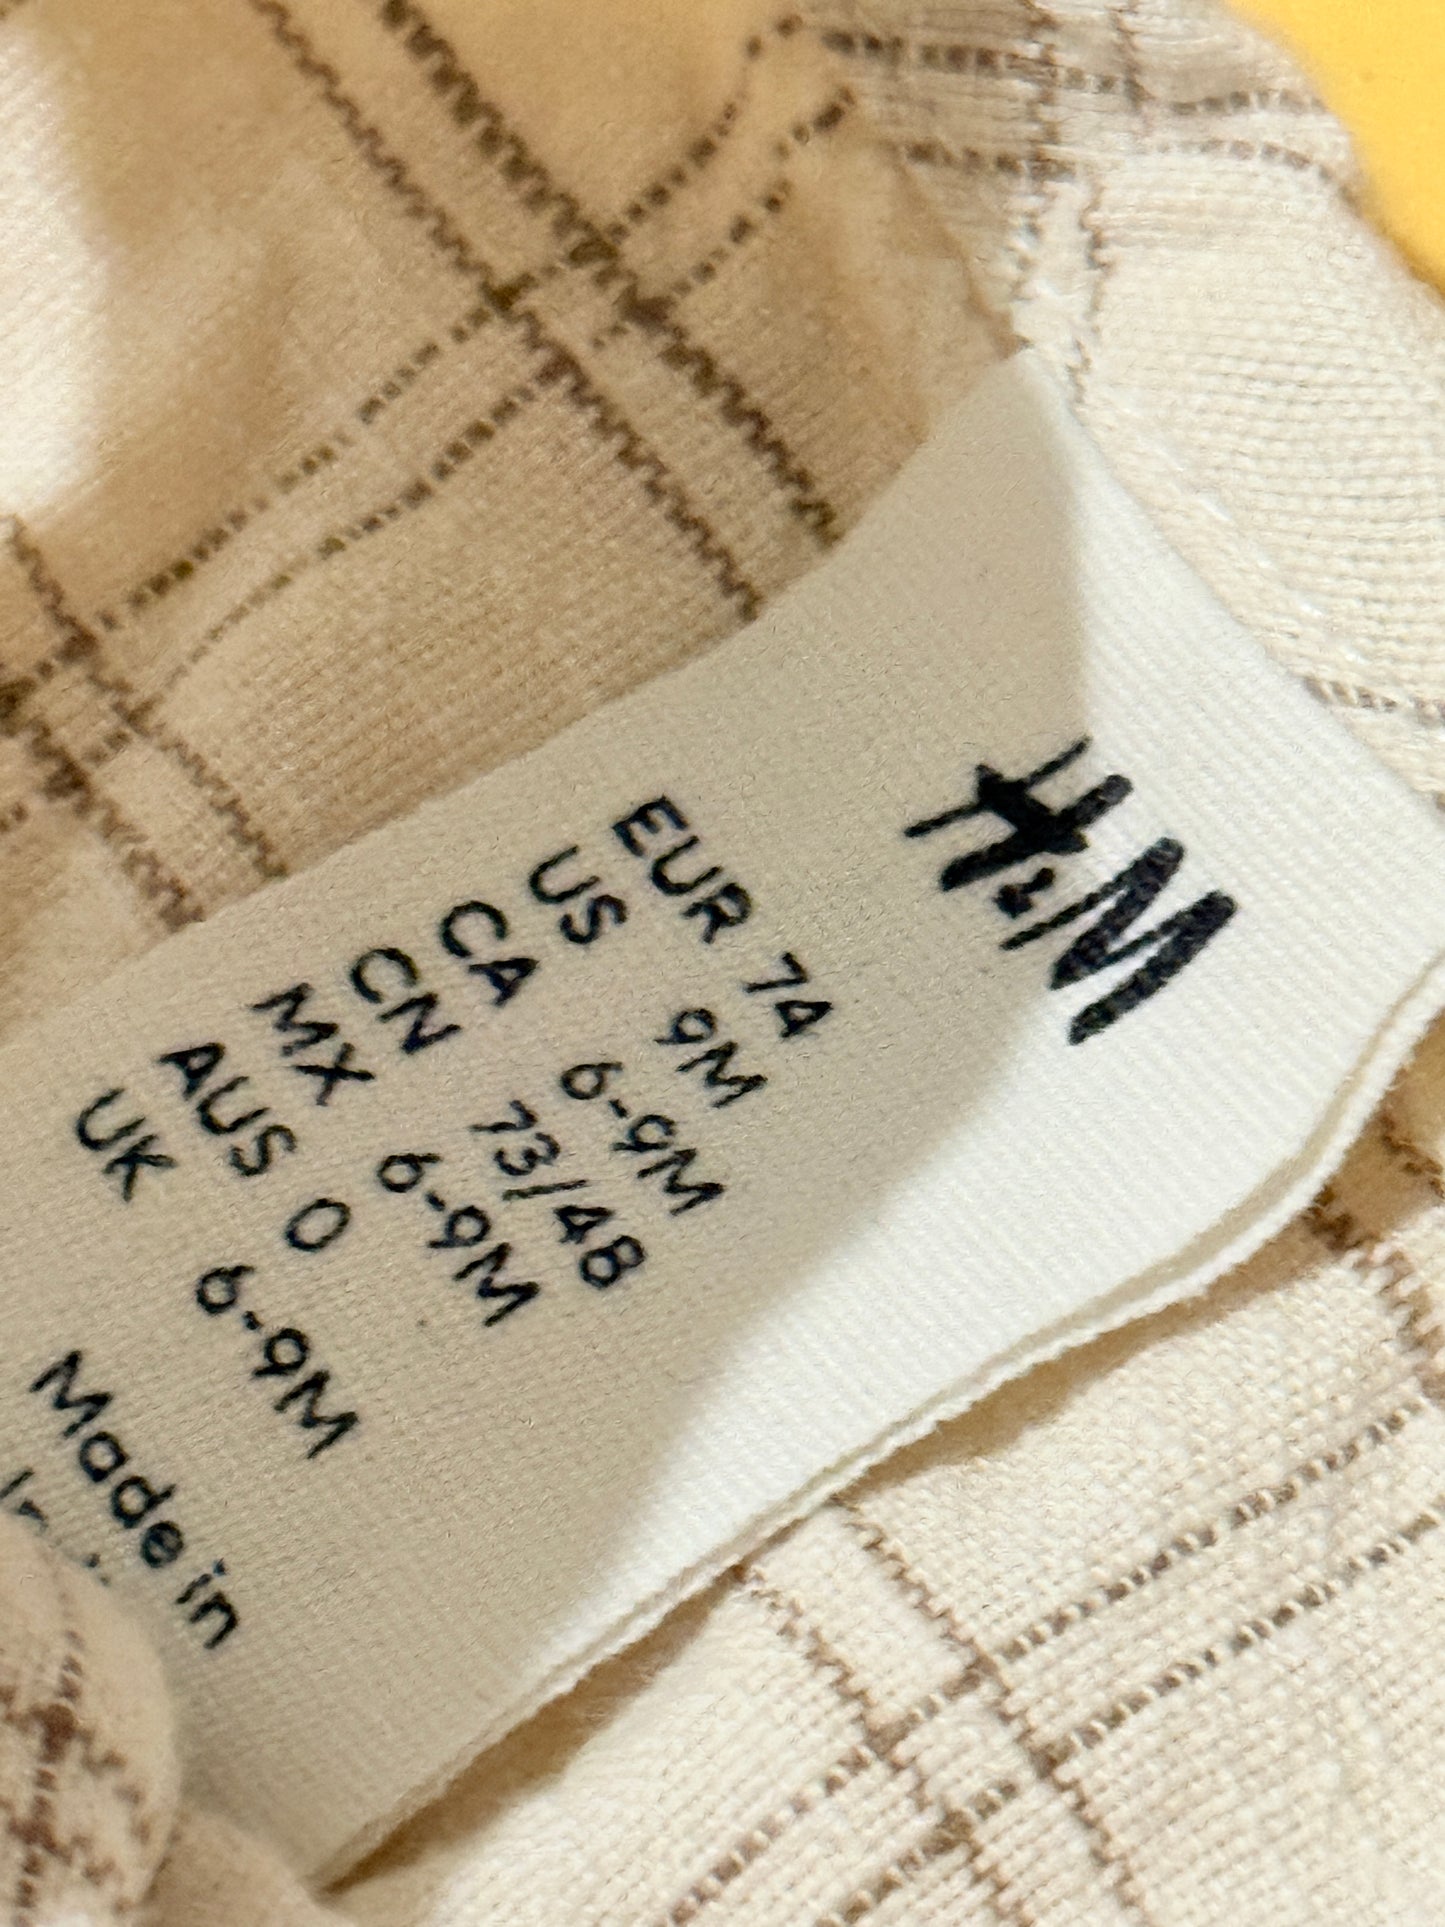 H&M
EUR 74
US 9M
CA 6-9M
CN 73/48
MX 6-9M
AUS 0
UK 6-9M
Made in